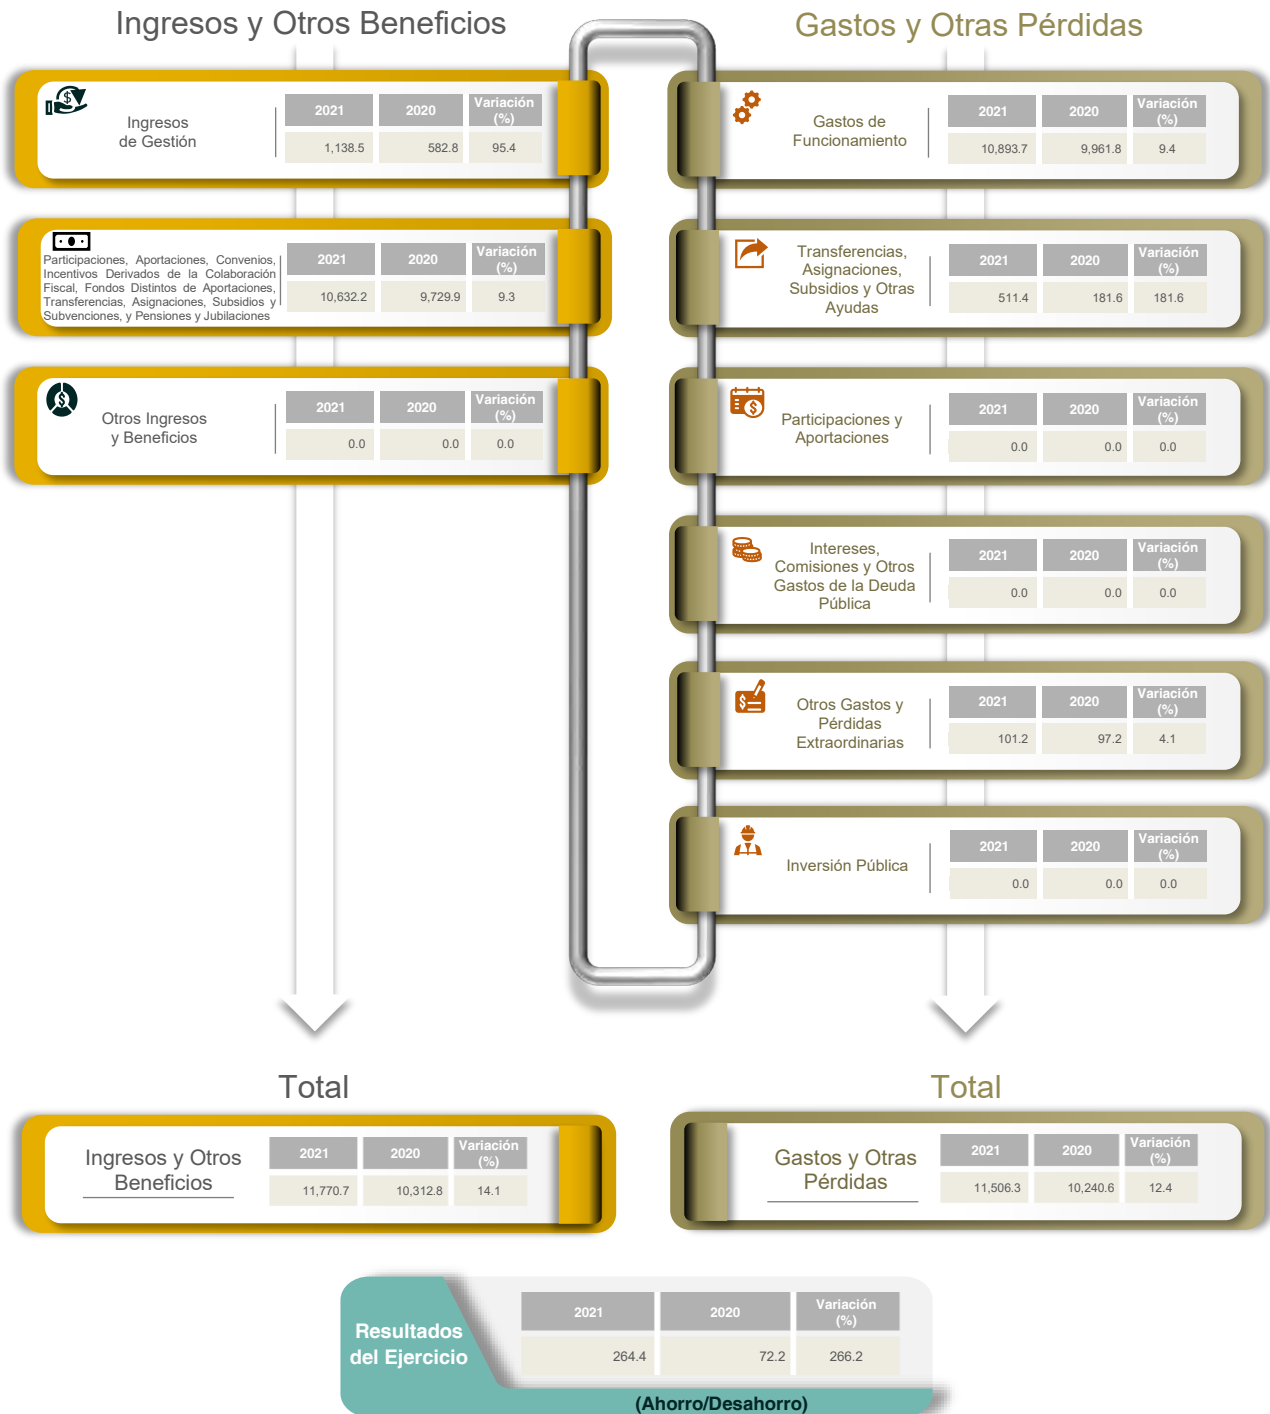 Ingresos y Otros Beneficios
2021 2020 Variación (%)
Ingresos
de Gestión
1,138.5 582.8 95.4
Participaciones, Aportaciones, Convenios,
Incentivos Derivados de la Colaboración
Fiscal, Fondos Distintos de Aportaciones,
Transferencias, Asignaciones, Subsidios y
Subvenciones, y Pensiones y Jubilaciones
2021 2020 Variación (%)
10,632.2 9,729.9 9.3
Otros Ingresos
y Beneficios
2021 2020 Variación (%)
0.0 0.0 0.0
Gastos y Otras Pérdidas
Gastos de
Funcionamiento
2021 2020 Variación (%)
10,893.7 9,961.8 9.4
Transferencias,
Asignaciones,
Subsidios y Otras
Ayudas
2021 2020 Variación (%)
511.4 181.6 181.6
Participaciones y
Aportaciones
2021 2020 Variación (%)
0.0 0.0 0.0
Intereses,
Comisiones y Otros
Gastos de la Deuda
Pública
2021 2020 Variación (%)
0.0 0.0 0.0
Otros Gastos y
Pérdidas
Extraordinarias
2021 2020 Variación (%)
101.2 97.2 4.1
Inversión Pública
2021 2020 Variación (%)
0.0 0.0 0.0
Total
Ingresos y Otros
Beneficios
2021 2020 Variación (%)
11,770.7 10,312.8 14.1
Total
Gastos y Otras
Pérdidas
2021 2020 Variación (%)
11,506.3 10,240.6 12.4
Resultados
del Ejercicio
2021 2020 Variación (%)
264.4 72.2 266.2
(Ahorro/Desahorro)